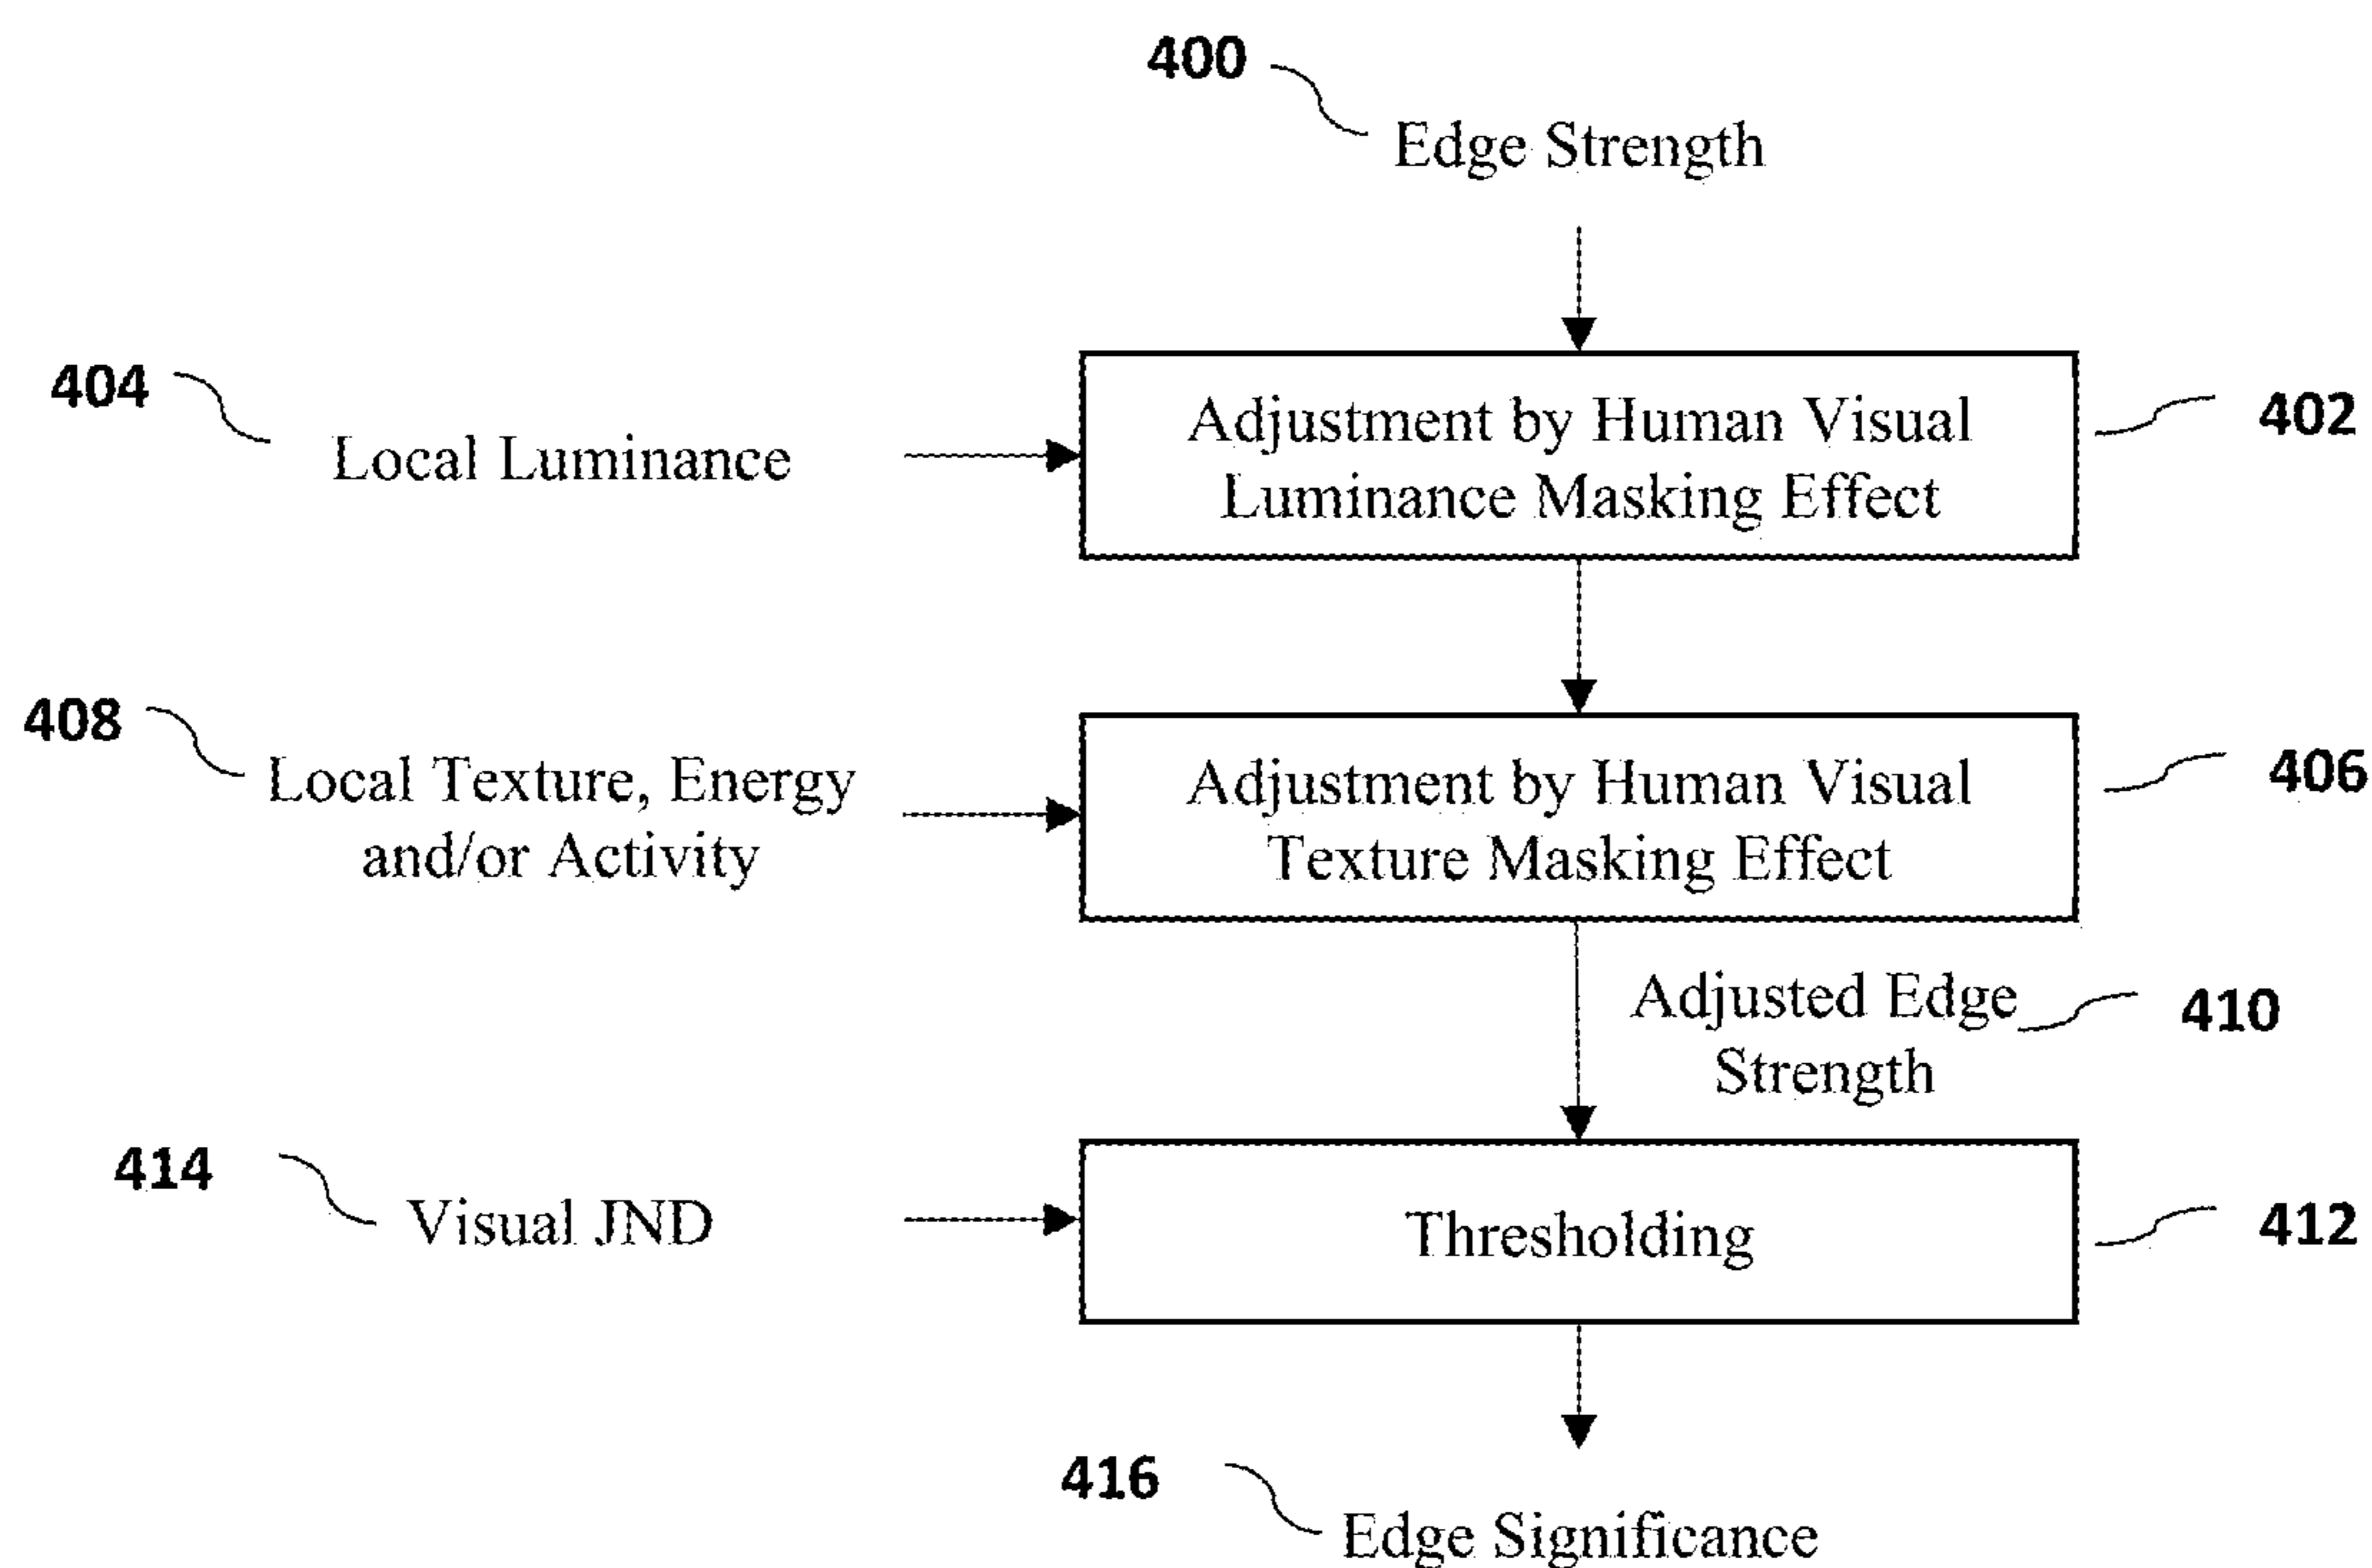 400
Edge Strength
404
Local Luminance
Adjustment by Human Visual
Luminance Masking Effect
402
408
Local Texture, Energy
and/or Activity
Adjustment by Human Visual
Texture Masking Effect
406
Adjusted Edge
Strength
410
414
Visual JND
Thresholding
412
416
Edge Significance